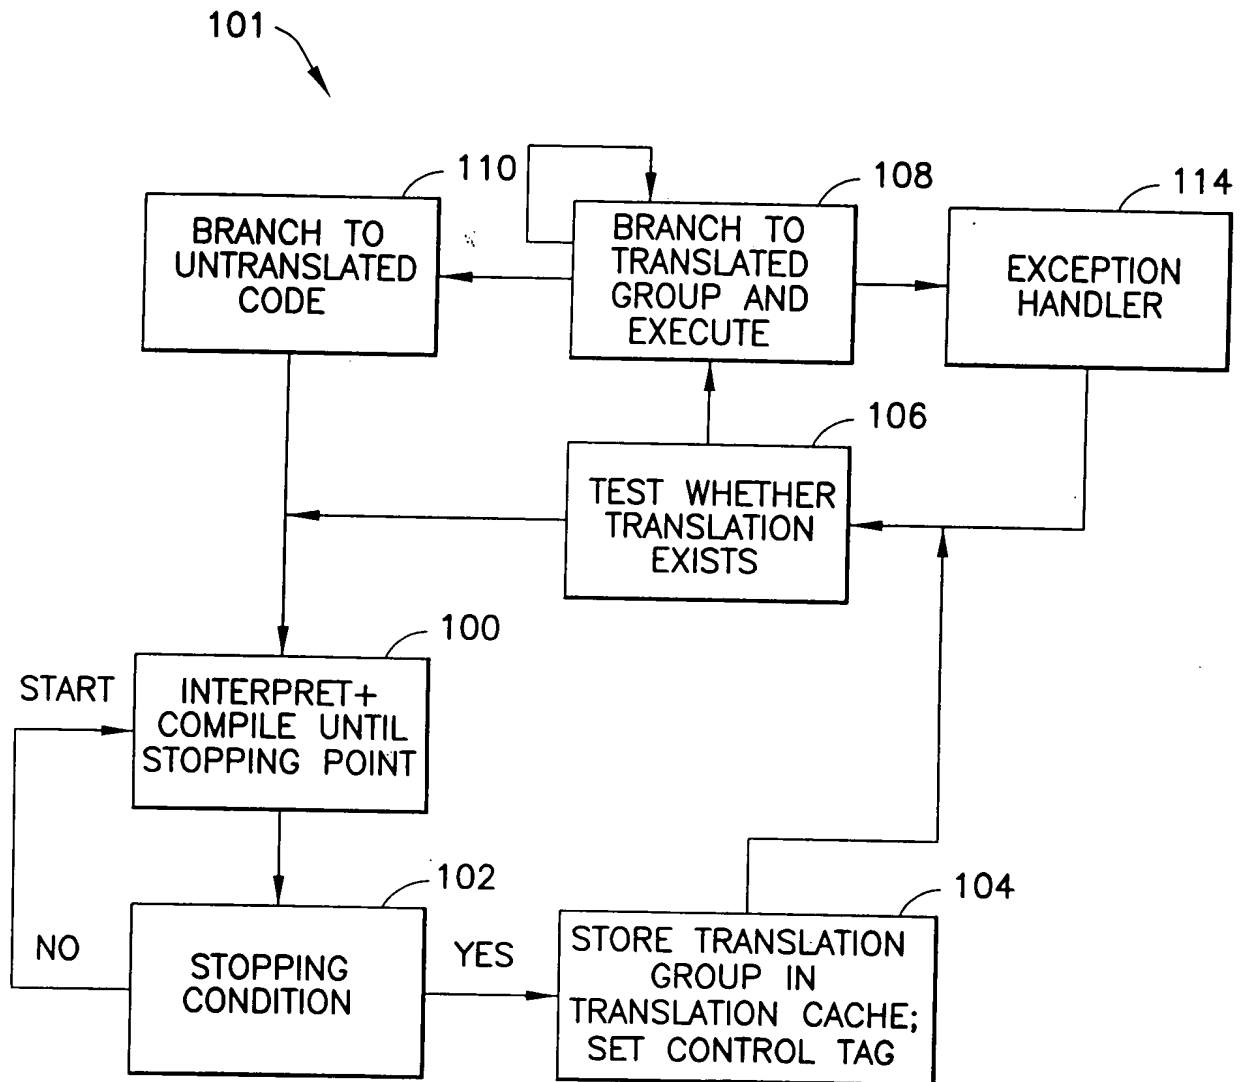 101
110
BRANCH TO
UNTRANSLATED
CODE
108
BRANCH TO
TRANSLATED
GROUP AND
EXECUTE
114
EXCEPTION
HANDLER
106
TEST WHETHER
TRANSLATION
EXISTS
100
START
INTERPRET+
COMPILE UNTIL
STOPPING POINT
102
NO
STOPPING
CONDITION
YES
104
STORE TRANSLATION
GROUP IN
TRANSLATION CACHE;
SET CONTROL TAG